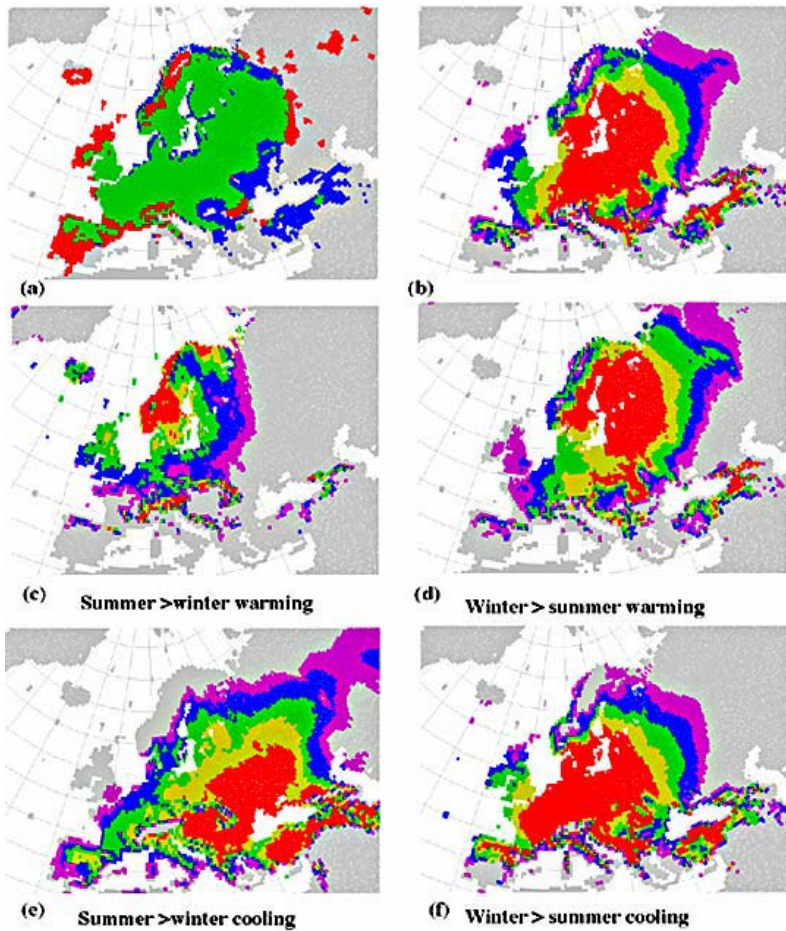 (a)
(b)
(c)
Summer >winter warming
(d)
Winter> summer warming
(e)
Summer >winter cooling
(f)
Winter> summer cooling